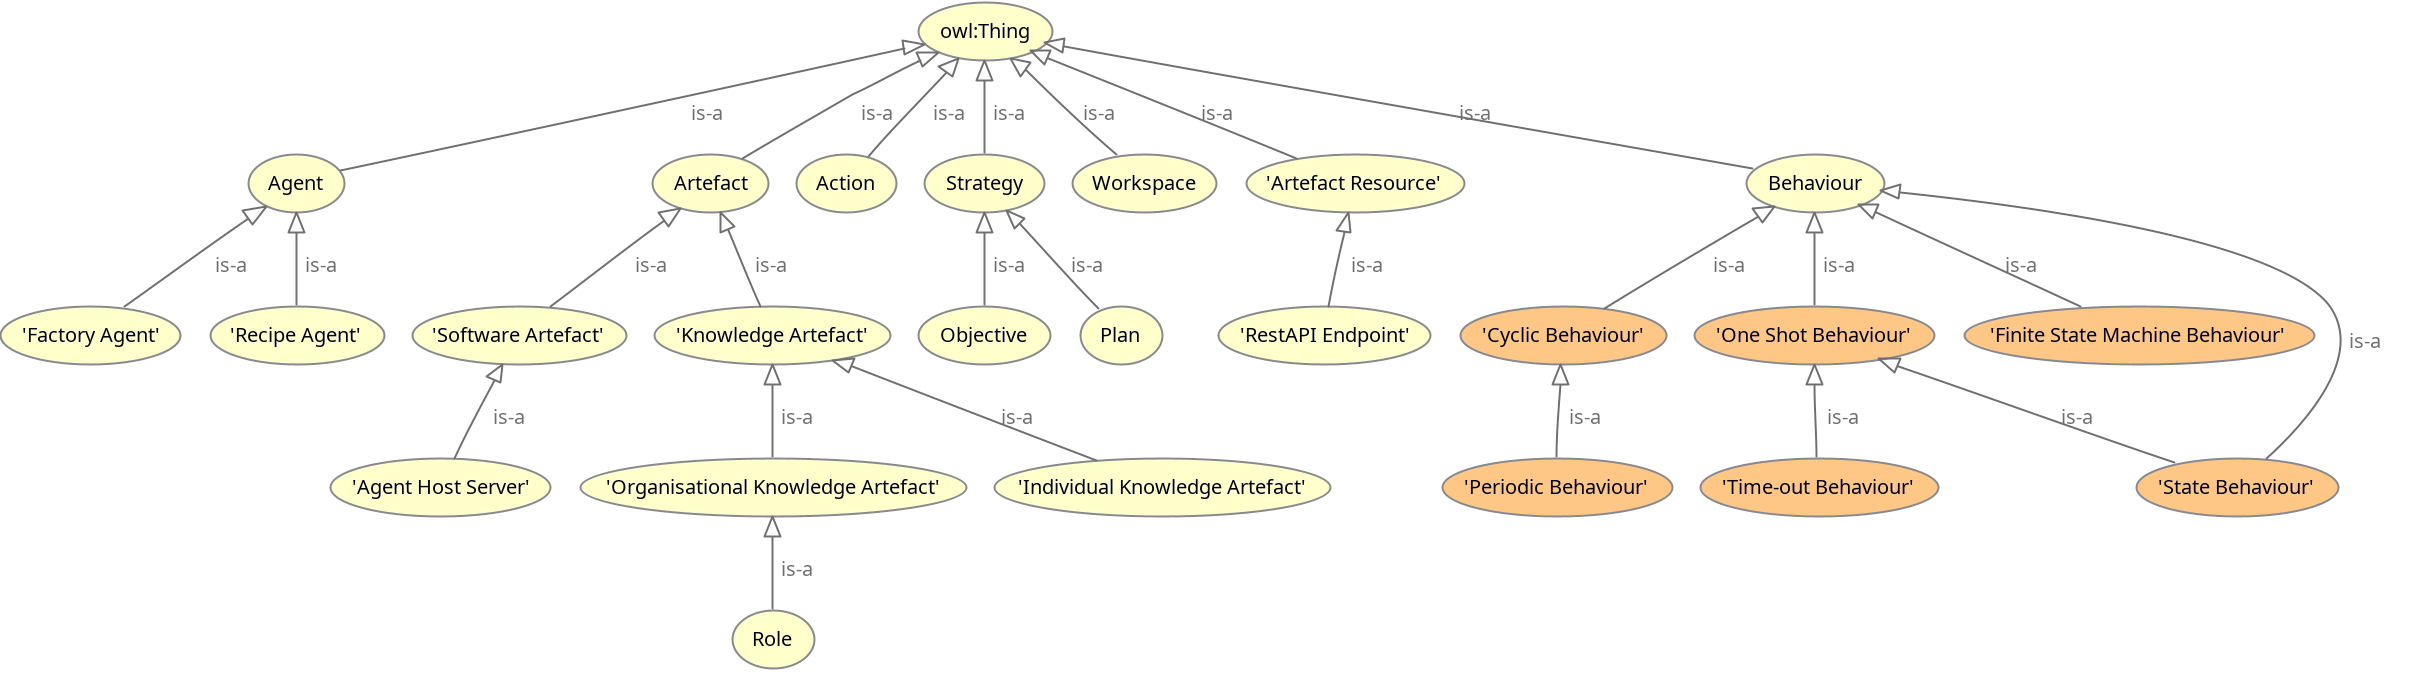 owl:Thing
is-a
is-a
is-a
is-a
is-a
is-a
is-a
Agent
Artefact
Action
Strategy
Workspace
'Artefact Resource'
Behaviour
is-a
is-a
is-a
is-a
is-a
is-a
is-a
is-a
is-a
is-a
'Factory Agent'
'Recipe Agent'
'Software Artefact'
'Knowledge Artefact'
Objective
Plan
'RestAPI Endpoint'
'Cyclic Behaviour'
'One Shot Behaviour'
'Finite State Machine Behaviour'
is-a
is-a
is-a
is-a
is-a
is-a
is-a
'Agent Host Server'
'Organisational Knowledge Artefact'
'Individual Knowledge Artefact'
'Periodic Behaviour'
'Time-out Behaviour'
'State Behaviour'
is-a
Role